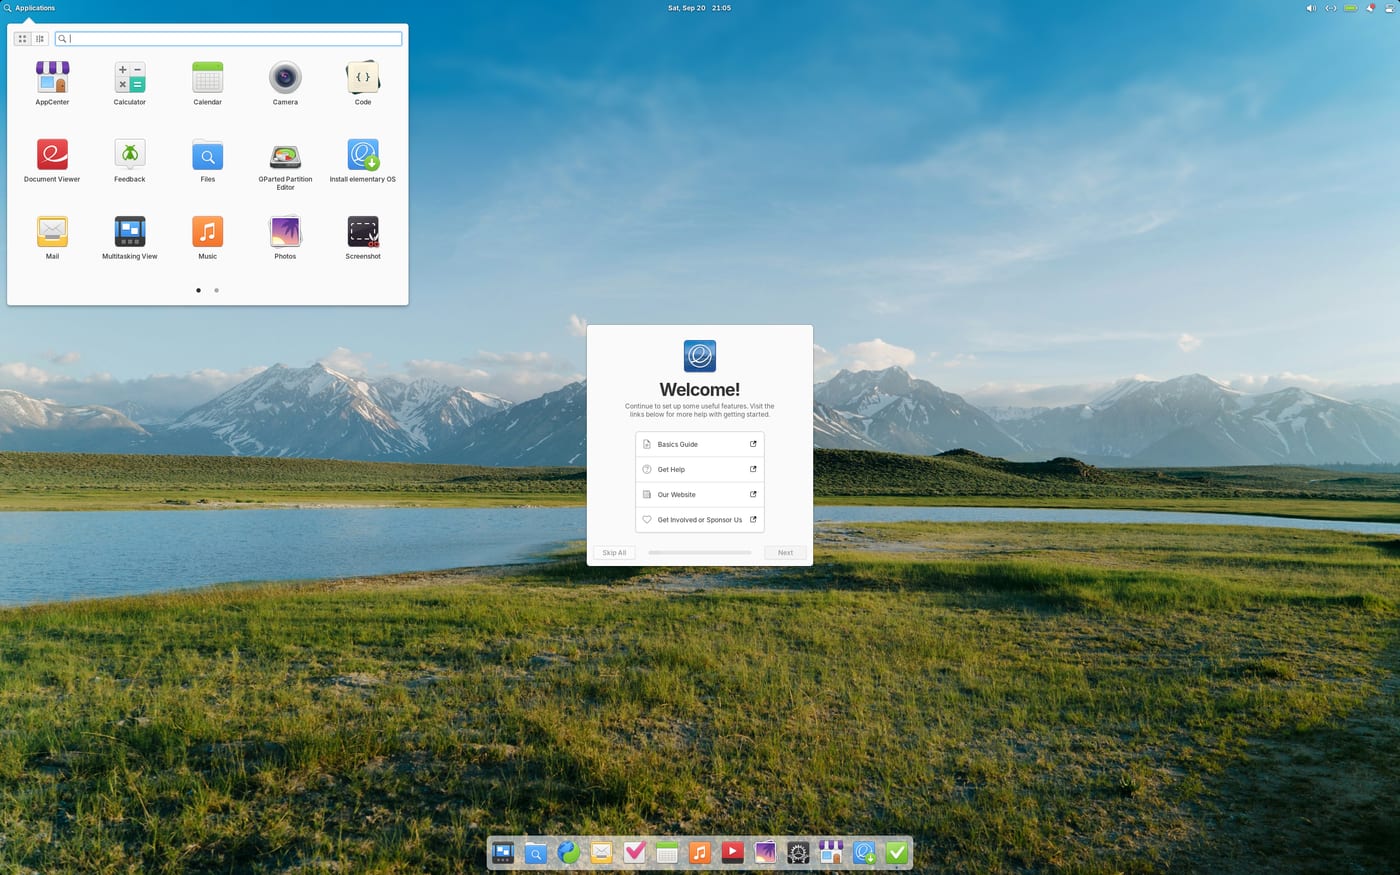 Applications
Sat, Sep 20 21:05
AppCenter
Calculator
Calendar
Camera
Code
Document Viewer
Feedback
Files
GParted Partition
Editor
Install elementary OS
Mail
Multitasking View
Music
Photos
Screenshot
Welcome!
Continue to set up some useful features. Visit the
links below for more help with getting started.
Basics Guide
Get Help
Our Website
Get Involved or Sponsor Us
Skip All
Next